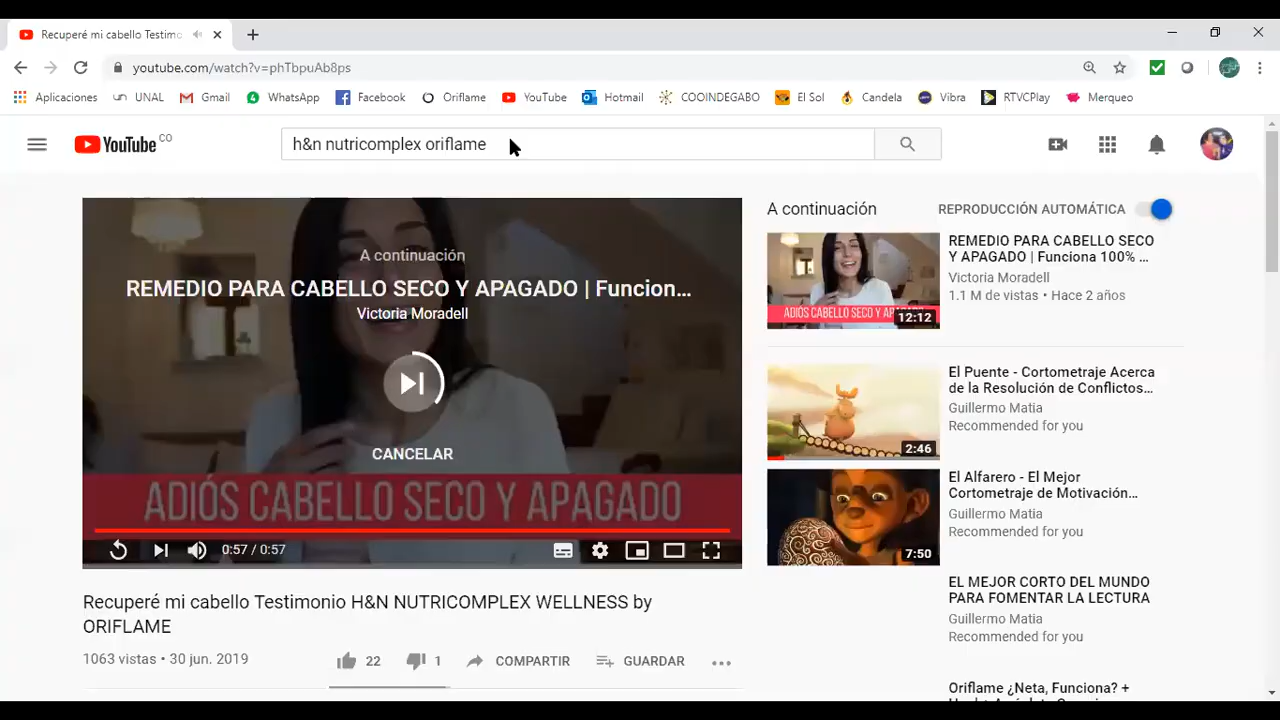 Recuperé mi cabello Testimo
youtube.com/watch?v=phTbpuAb8ps
Aplicaciones UNAL Gmail WhatsApp Facebook Oriflame YouTube Hotmail COOINDEGABO El Sol Candela Vibra RTVCPlay Merqueo
YouTube CO
h&n nutricomplex oriflame
A continuación
REMEDIO PARA CABELLO SECO Y APAGADO | Funcion...
Victoria Moradell
CANCELAR
ADIÓS CABELLO SECO Y APAGADO
0:57 / 0:57
Recuperé mi cabello Testimonio H&N NUTRICOMPLEX WELLNESS by
ORIFLAME
1063 vistas • 30 jun. 2019
22 1 COMPARTIR GUARDAR
A continuación REPRODUCCIÓN AUTOMÁTICA
ADIÓS CABELLO SECO Y
12:12
REMEDIO PARA CABELLO SECO
Y APAGADO | Funciona 100% ...
Victoria Moradell
1.1 M de vistas • Hace 2 años
2:46
El Puente - Cortometraje Acerca
de la Resolución de Conflictos...
Guillermo Matia
Recommended for you
7:50
El Alfarero - El Mejor
Cortometraje de Motivación...
Guillermo Matia
Recommended for you
EL MEJOR CORTO DEL MUNDO
PARA FOMENTAR LA LECTURA
Guillermo Matia
Recommended for you
Oriflame ¿Neta, Funciona? +